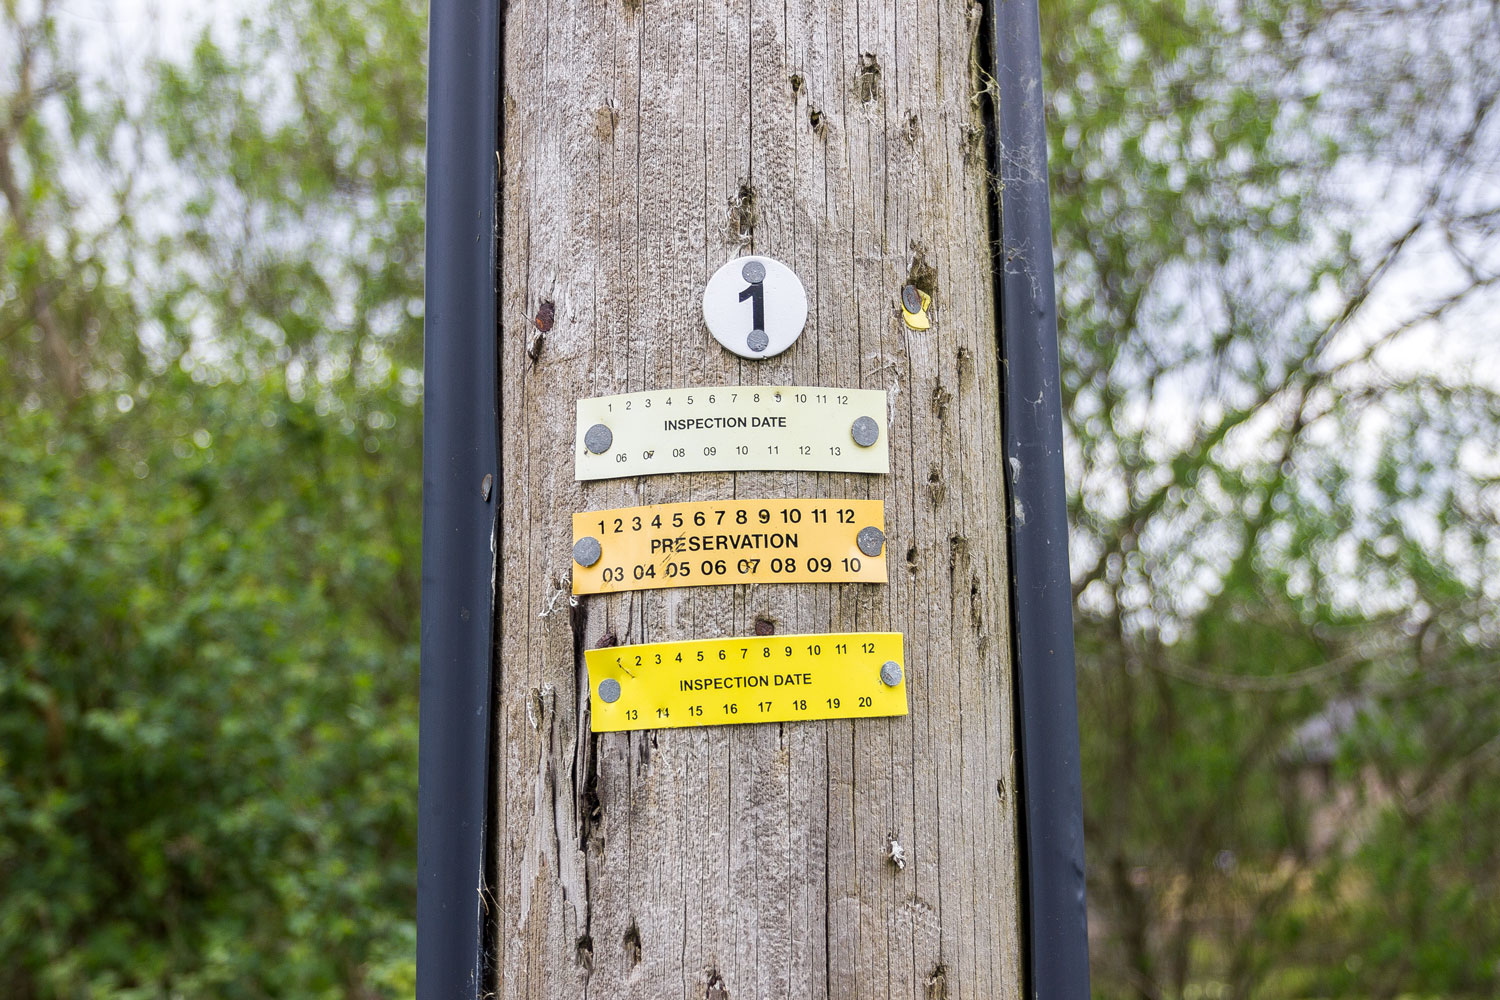 1
1 2 3 4 5 6 7 8 9 10 11 12
INSPECTION DATE
06 07 08 09 10 11 12 13
1 2 3 4 5 6 7 8 9 10 11 12
PRESERVATION
03 04 05 06 07 08 09 10
1 2 3 4 5 6 7 8 9 10 11 12
INSPECTION DATE
13 14 15 16 17 18 19 20